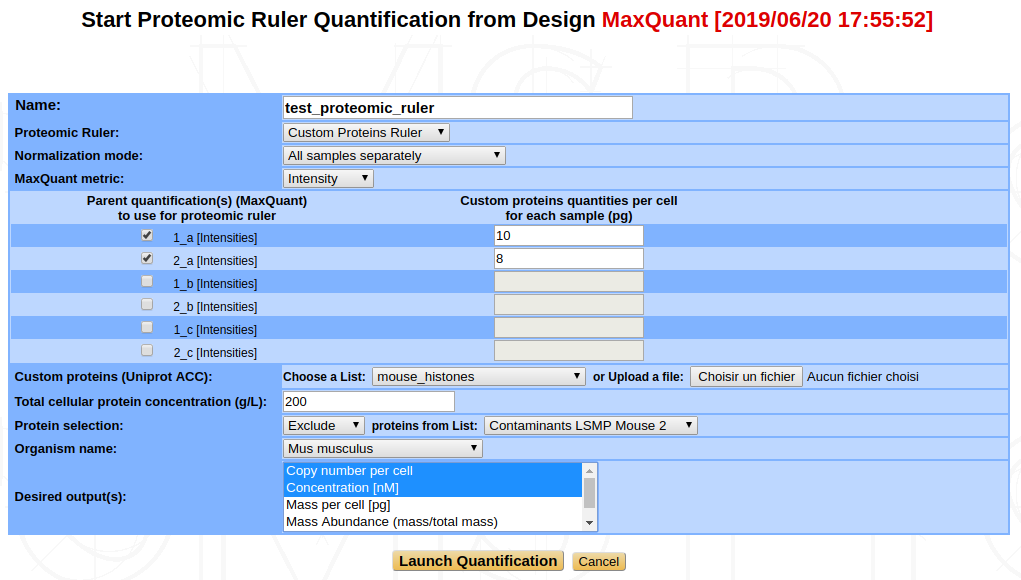 Start Proteomic Ruler Quantification from Design MaxQuant [2019/06/20 17:55:52]
Name: test_proteomic_ruler
Proteomic Ruler: Custom Proteins Ruler
Normalization mode: All samples separately
MaxQuant metric: Intensity
Parent quantification(s) (MaxQuant) Custom proteins quantities per cell
to use for proteomic ruler for each sample (pg)
1_a [Intensities] 10
2_a [Intensities] 8
1_b [Intensities]
2_b [Intensities]
1_c [Intensities]
2_c [Intensities]
Custom proteins (Uniprot ACC): Choose a List: mouse_histones or Upload a file: Choisir un fichier Aucun fichier choisi
Total cellular protein concentration (g/L): 200
Protein selection: Exclude proteins from List: Contaminants LSMP Mouse 2
Organism name: Mus musculus
Desired output(s): Copy number per cell
Concentration [nM]
Mass per cell [pg]
Mass Abundance (mass/total mass)
Launch Quantification Cancel